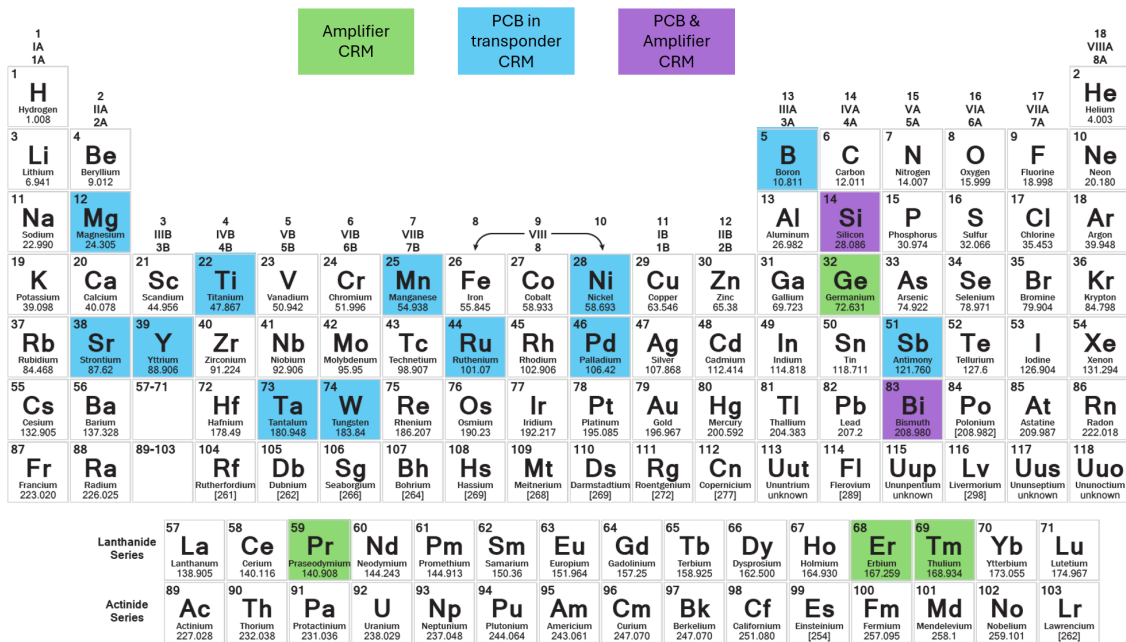 Amplifier
CRM
PCB in
transponder
CRM
PCB &
Amplifier
CRM
1
IA
1A
18
VIIIA
8A
1 2
H He
Hydrogen Helium
1.008 4.003
2
IIA
2A
13 14 15 16 17
IIIA IVA VA VIA VIIA
3A 4A 5A 6A 7A
3 4 5 6 7 8 9 10
Li Be B C N O F Ne
Lithium Beryllium Boron Carbon Nitrogen Oxygen Fluorine Neon
6.941 9.012 10.811 12.011 14.007 15.999 18.998 20.180
11 12 13 14 15 16 17 18
Na Mg Al Si P S Cl Ar
Sodium Magnesium Aluminum Silicon Phosphorus Sulfur Chlorine Argon
22.990 24.305 26.982 28.086 30.974 32.066 35.453 39.948
3 4 5 6 7 8 9 10 11 12
IIIB IVB VB VIB VIIB VIII IB IIB
3B 4B 5B 6B 7B 8 1B 2B
19 20 21 22 23 24 25 26 27 28 29 30 31 32 33 34 35 36
K Ca Sc Ti V Cr Mn Fe Co Ni Cu Zn Ga Ge As Se Br Kr
Potassium Calcium Scandium Titanium Vanadium Chromium Manganese Iron Cobalt Nickel Copper Zinc Gallium Germanium Arsenic Selenium Bromine Krypton
39.098 40.078 44.956 47.867 50.942 51.996 54.938 55.845 58.933 58.693 63.546 65.38 69.723 72.631 74.922 78.971 79.904 84.798
37 38 39 40 41 42 43 44 45 46 47 48 49 50 51 52 53 54
Rb Sr Y Zr Nb Mo Tc Ru Rh Pd Ag Cd In Sn Sb Te I Xe
Rubidium Strontium Yttrium Zirconium Niobium Molybdenum Technetium Ruthenium Rhodium Palladium Silver Cadmium Indium Tin Antimony Tellurium Iodine Xenon
84.468 87.62 88.906 91.224 92.906 95.95 98.907 101.07 102.906 106.42 107.868 112.414 114.818 118.711 121.760 127.6 126.904 131.294
55 56 57-71 72 73 74 75 76 77 78 79 80 81 82 83 84 85 86
Cs Ba Hf Ta W Re Os Ir Pt Au Hg Tl Pb Bi Po At Rn
Cesium Barium Hafnium Tantalum Tungsten Rhenium Osmium Iridium Platinum Gold Mercury Thallium Lead Bismuth Polonium Astatine Radon
132.905 137.328 178.49 180.948 183.84 186.207 190.23 192.217 195.085 196.967 200.592 204.383 207.2 208.980 [208.982] 209.987 222.018
87 88 89-103 104 105 106 107 108 109 110 111 112 113 114 115 116 117 118
Fr Ra Rf Db Sg Bh Hs Mt Ds Rg Cn Uut Fl Uup Lv Uus Uuo
Francium Radium Rutherfordium Dubnium Seaborgium Bohrium Hassium Meitnerium Darmstadtium Roentgenium Copernicium Ununtrium Flerovium Ununpentium Livermorium Ununseptium Ununoctium
223.020 226.025 [261] [262] [266] [264] [269] [268] [269] [272] [277] unknown [289] unknown [298] unknown unknown
Lanthanide
Series
57 58 59 60 61 62 63 64 65 66 67 68 69 70 71
La Ce Pr Nd Pm Sm Eu Gd Tb Dy Ho Er Tm Yb Lu
Lanthanum Cerium Praseodymium Neodymium Promethium Samarium Europium Gadolinium Terbium Dysprosium Holmium Erbium Thulium Ytterbium Lutetium
138.905 140.116 140.908 144.243 144.913 150.36 151.964 157.25 158.925 162.500 164.930 167.259 168.934 173.055 174.967
Actinide
Series
89 90 91 92 93 94 95 96 97 98 99 100 101 102 103
Ac Th Pa U Np Pu Am Cm Bk Cf Es Fm Md No Lr
Actinium Thorium Protactinium Uranium Neptunium Plutonium Americium Curium Berkelium Californium Einsteinium Fermium Mendelevium Nobelium Lawrencium
227.028 232.038 231.036 238.029 237.048 244.064 243.061 247.070 247.070 251.080 [254] 257.095 258.1 259.101 [262]